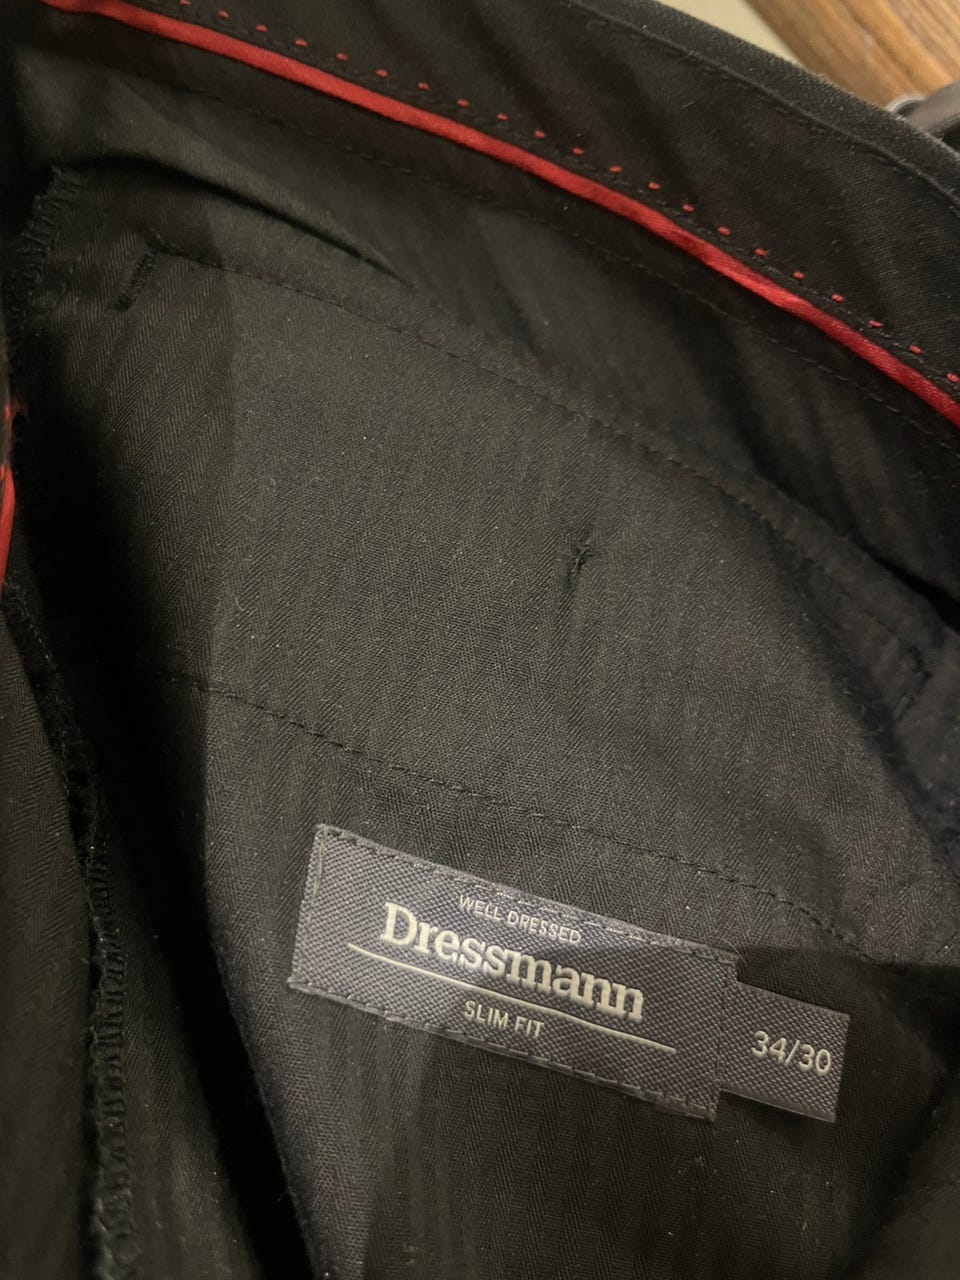 WELL DRESSED
Dressmann
SLIM FIT
34/30